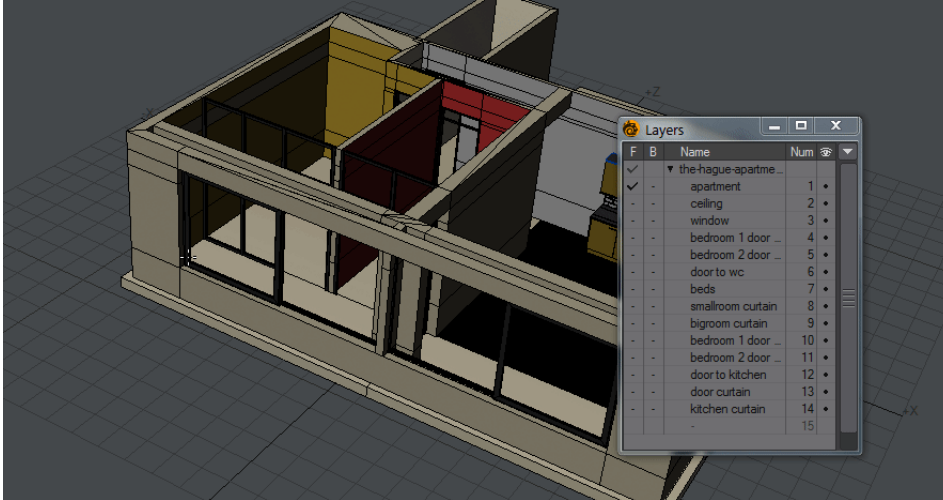 +Z
-X
Layers
F B Name Num
the-hague-apartme...
apartment 1
ceiling 2
window 3
bedroom 1 door ... 4
bedroom 2 door ... 5
door to wc 6
beds 7
smallroom curtain 8
bigroom curtain 9
bedroom 1 door ... 10
bedroom 2 door ... 11
door to kitchen 12
door curtain 13
kitchen curtain 14
- 15
+X